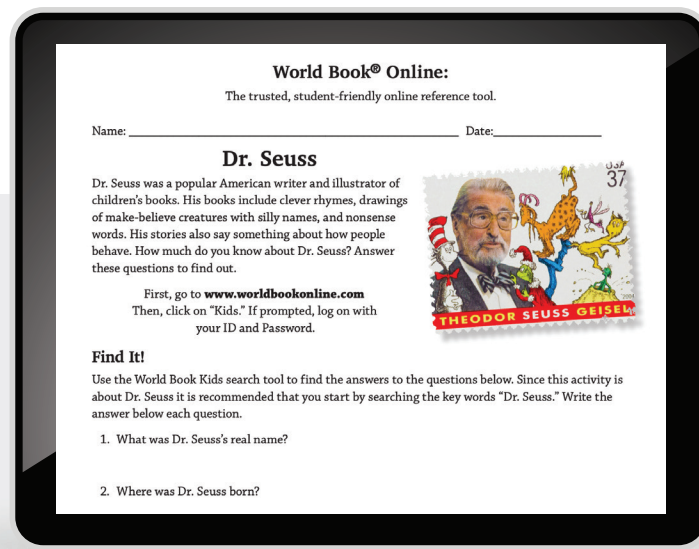 World Book® Online:
The trusted, student-friendly online reference tool.
Name: Date:
Dr. Seuss
Dr. Seuss was a popular American writer and illustrator of
children's books. His books include clever rhymes, drawings
of make-believe creatures with silly names, and nonsense
words. His stories also say something about how people
behave. How much do you know about Dr. Seuss? Answer
these questions to find out.
First, go to www.worldbookonline.com
Then, click on "Kids." If prompted, log on with
your ID and Password.
USA
37
THEODOR SEUSS GEISEL
Find It!
Use the World Book Kids search tool to find the answers to the questions below. Since this activity is
about Dr. Seuss it is recommended that you start by searching the key words "Dr. Seuss." Write the
answer below each question.
1. What was Dr. Seuss's real name?
2. Where was Dr. Seuss born?